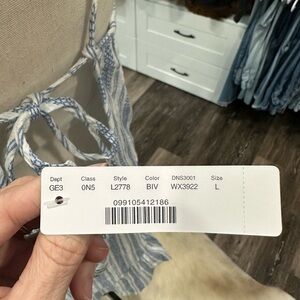 Dept Class Style Color DNS3001 Size
GE3 0N5 L2778 BIV WX3922 L
099105412186